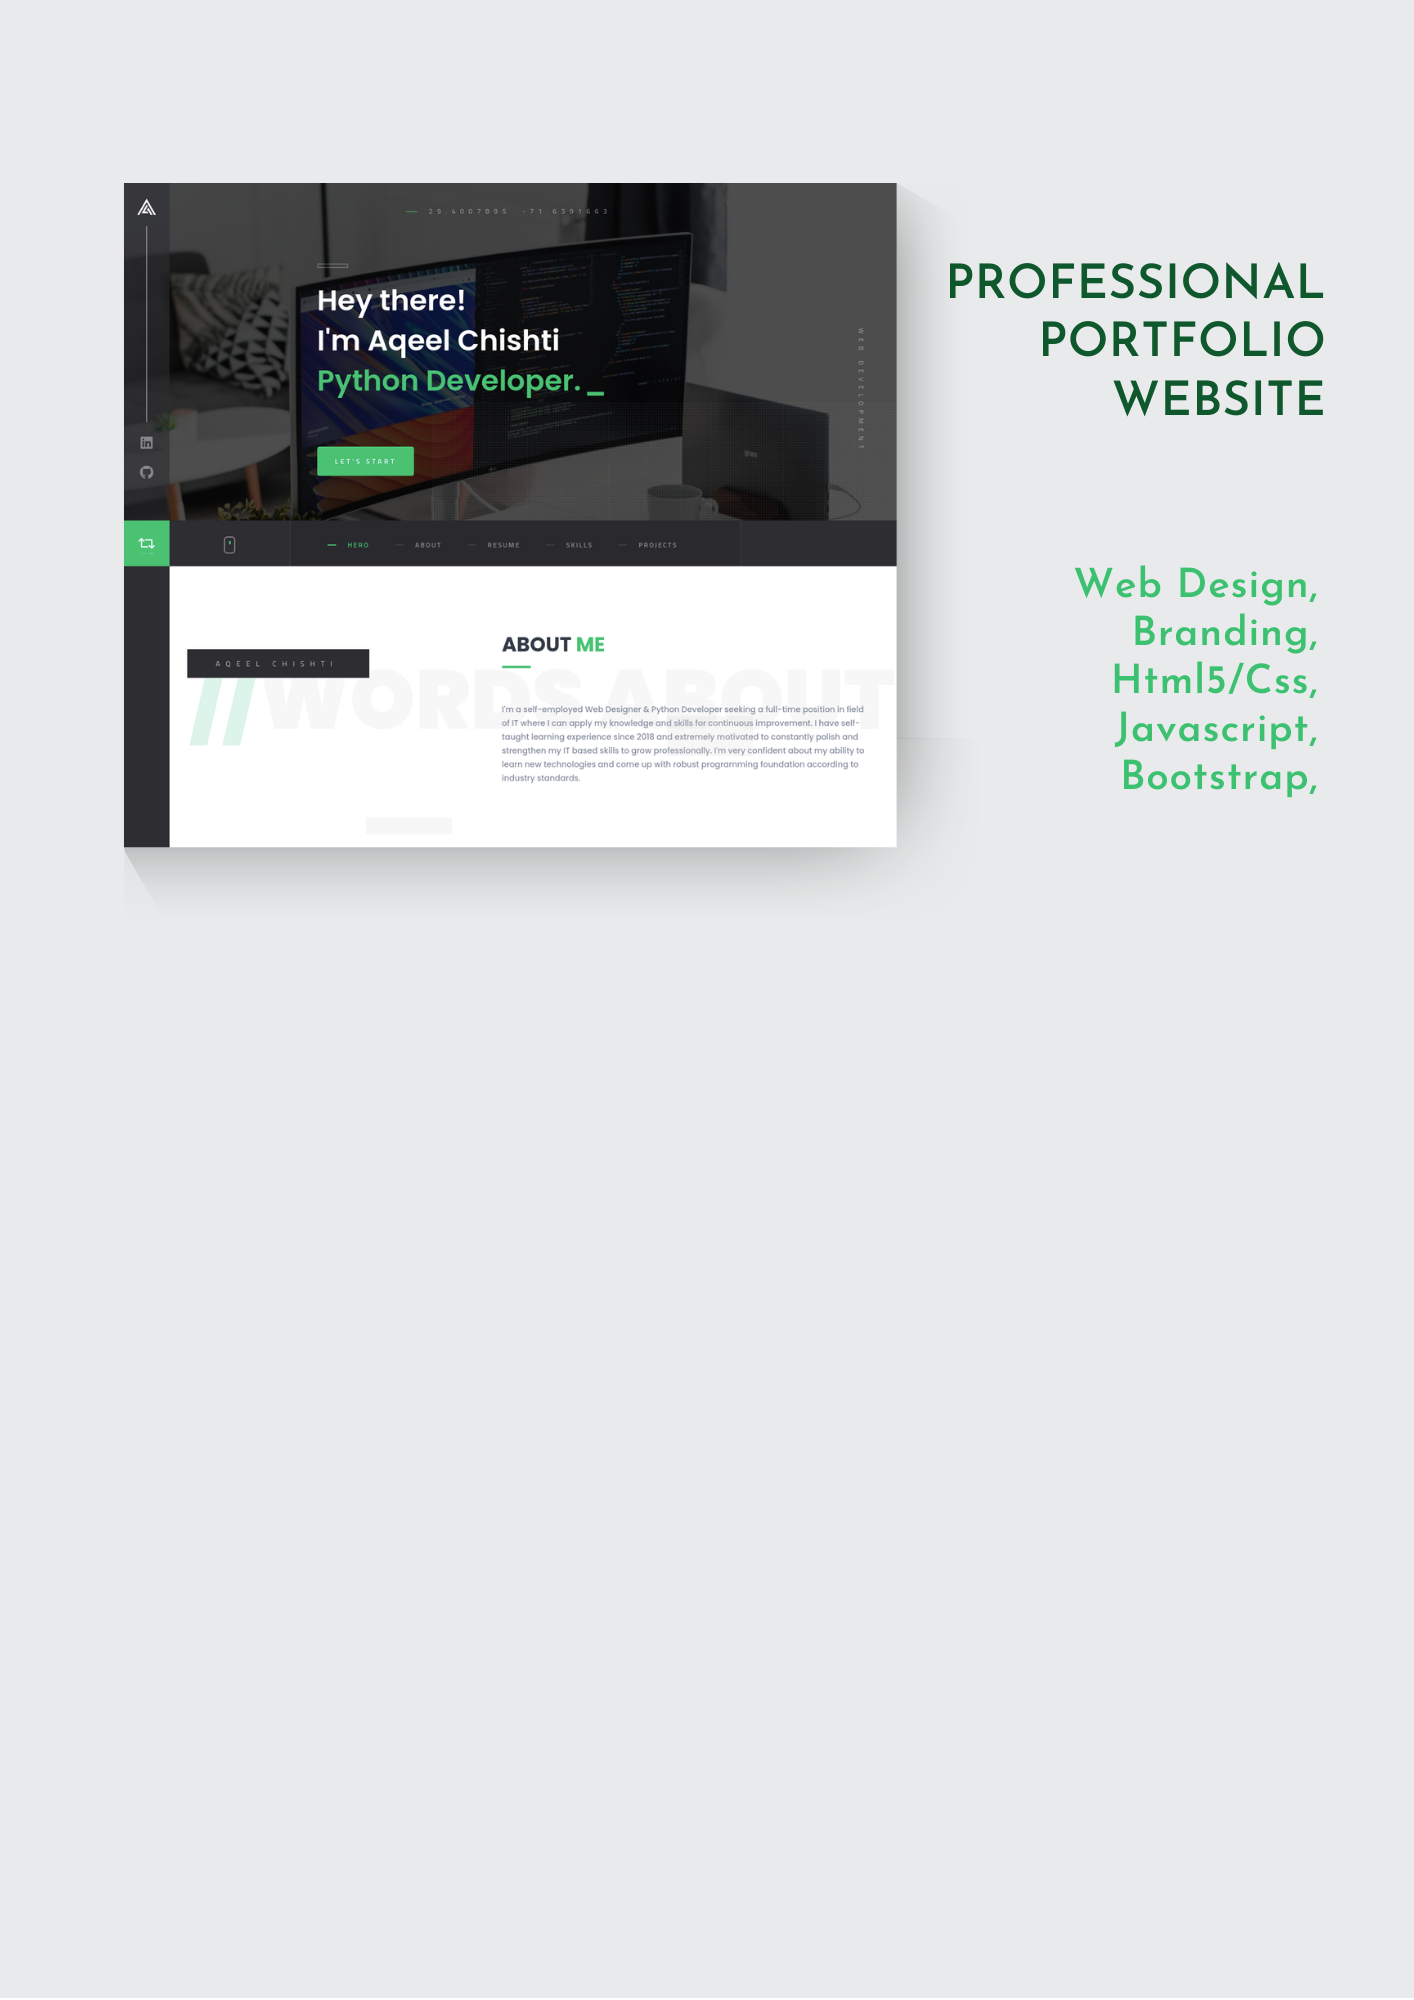 29.4007895 -71.6391663
Hey there!
I'm Aqeel Chishti
Python Developer.
LET'S START
WEB DEVELOPMENT
HERO ABOUT RESUME SKILLS PROJECTS
ABOUT ME
AQEEL CHISHTI
//WORDS ABOUT
I'm a self-employed Web Designer & Python Developer seeking a full-time position in field
of IT where I can apply my knowledge and skills for continuous improvement. I have self-
taught learning experience since 2018 and extremely motivated to constantly polish and
strengthen my IT based skills to grow professionally. I'm very confident about my ability to
learn new technologies and come up with robust programming foundation according to
industry standards.
PROFESSIONAL
PORTFOLIO
WEBSITE
Web Design,
Branding,
Html5/Css,
Javascript,
Bootstrap,